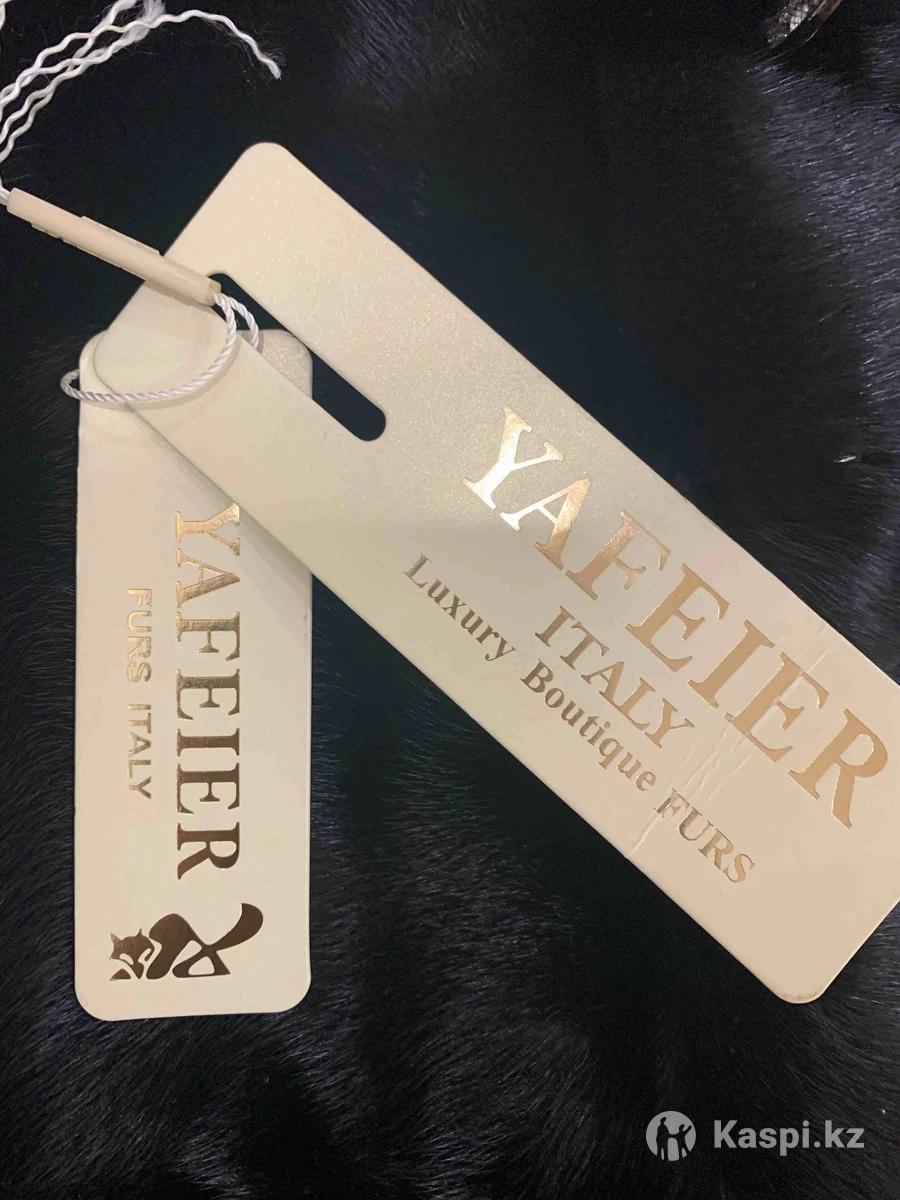 YAFEIER
ITALY
Luxury Boutique FURS
YAFEIER
FURS ITALY
Kaspi.kz